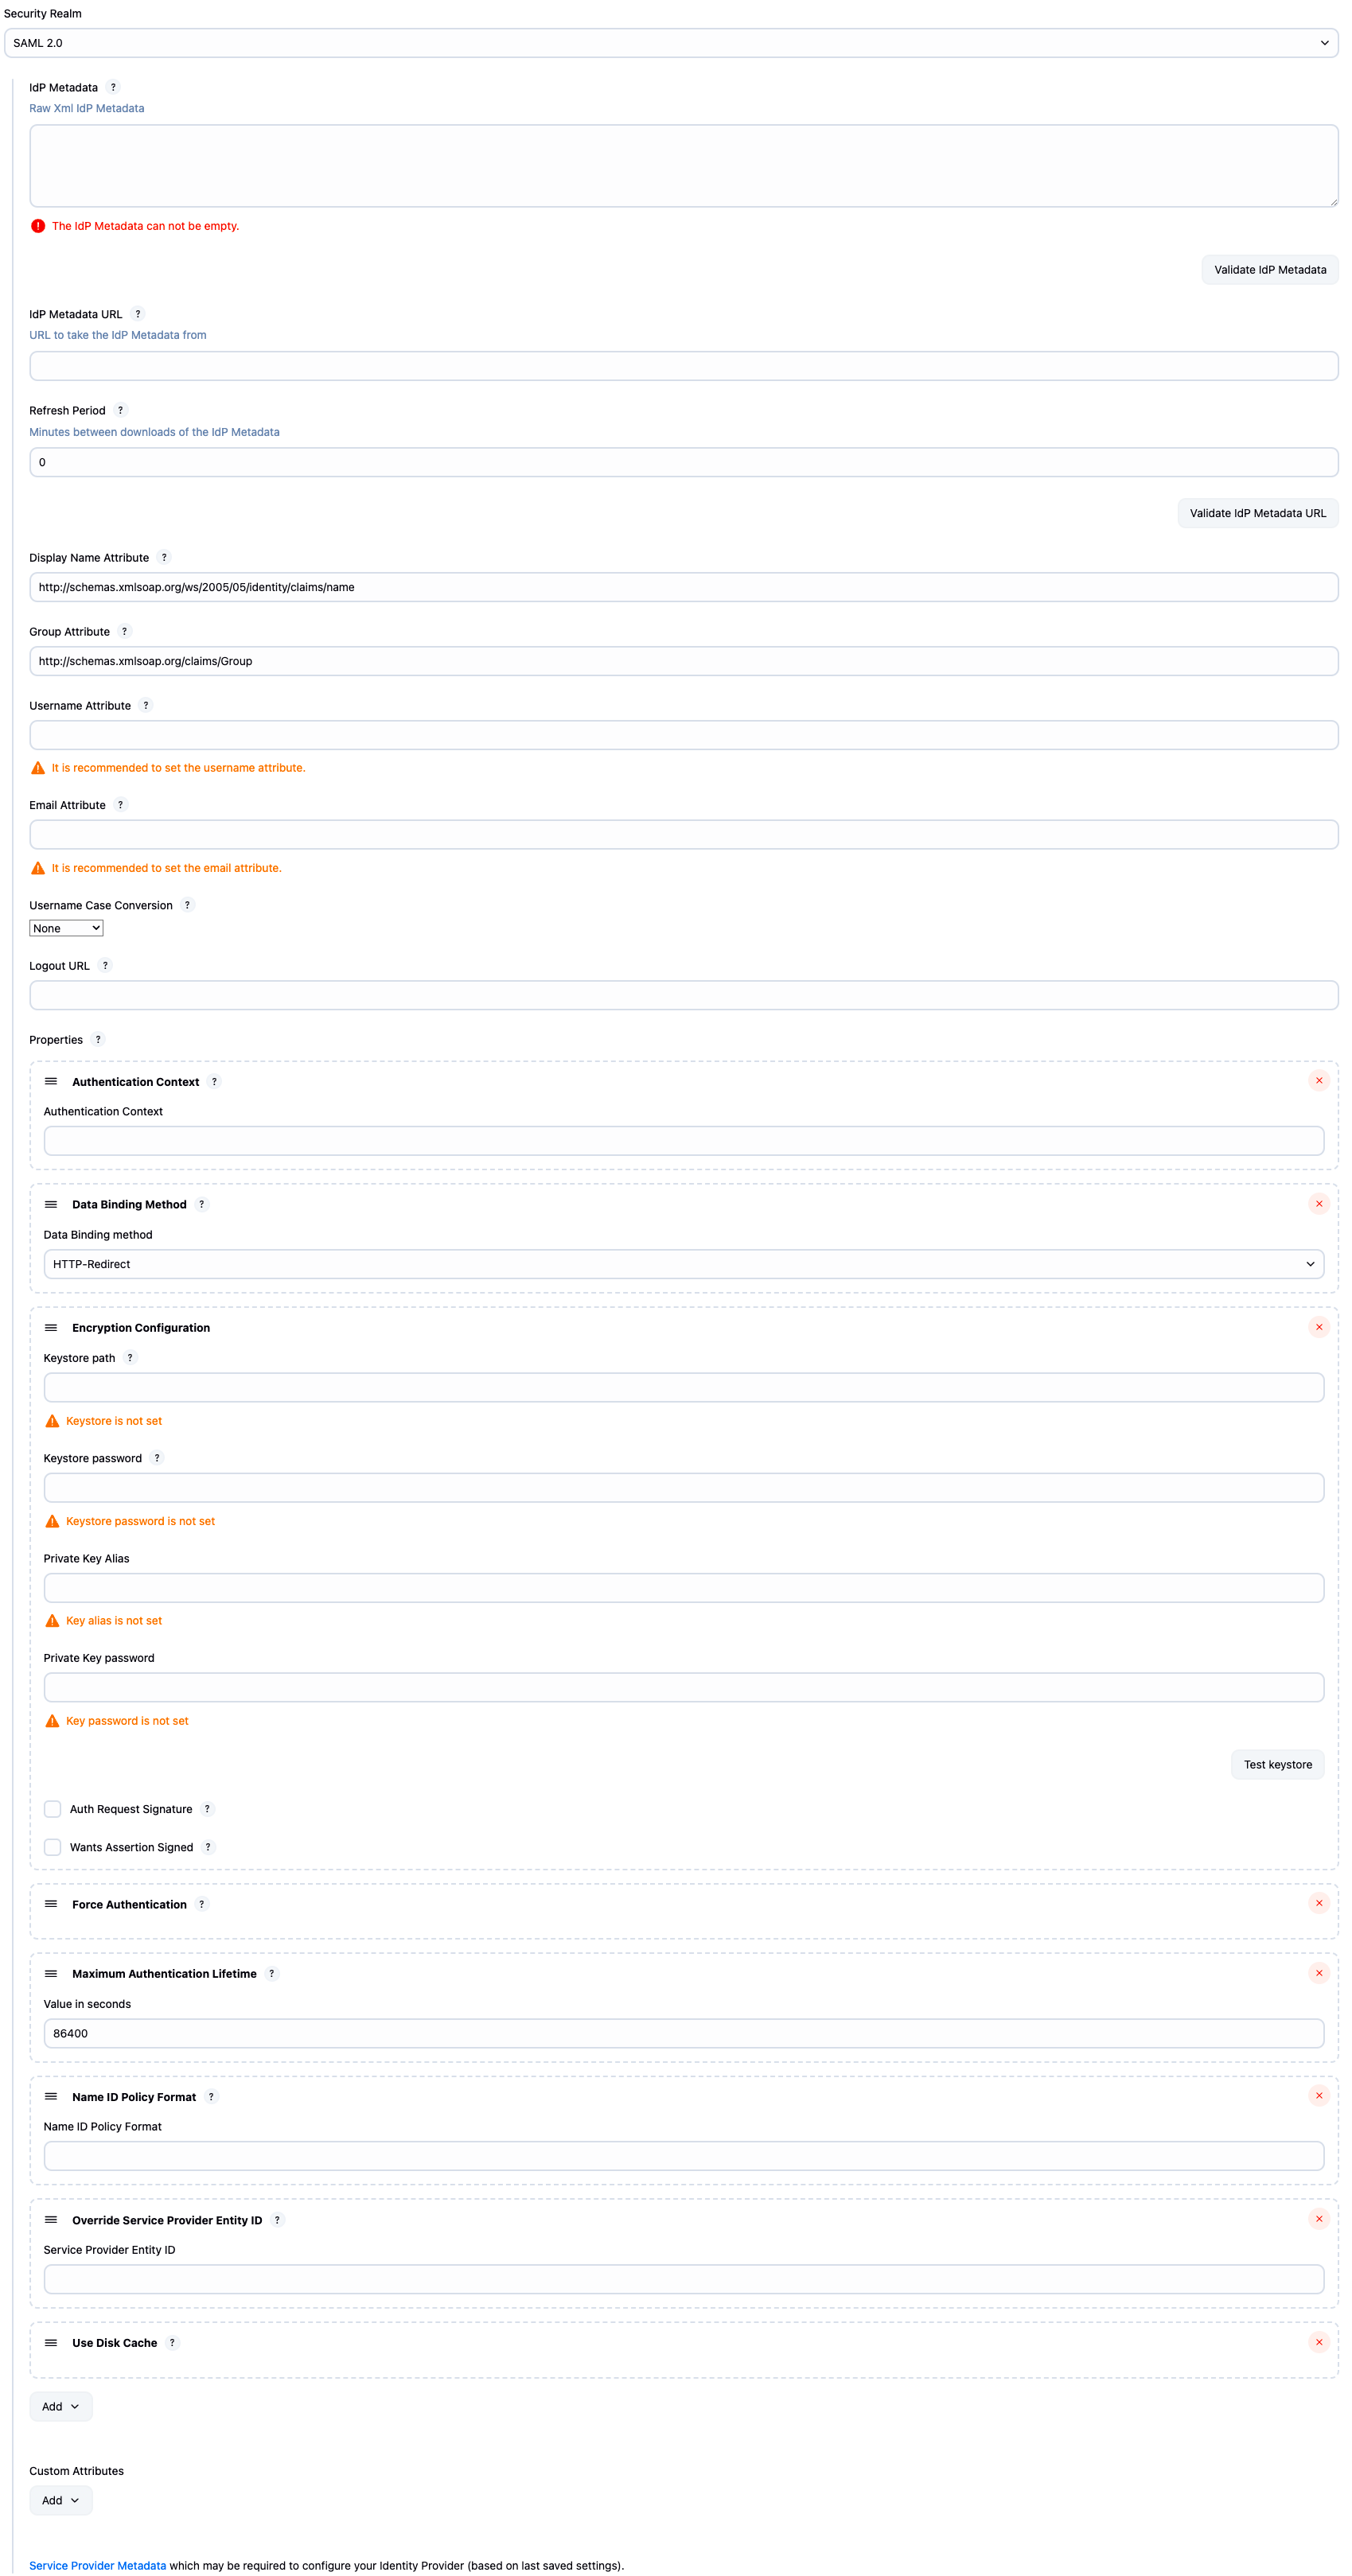 Security Realm
SAML 2.0
IdP Metadata ?
Raw Xml IdP Metadata
The IdP Metadata can not be empty.
Validate IdP Metadata
IdP Metadata URL ?
URL to take the IdP Metadata from
Refresh Period ?
Minutes between downloads of the IdP Metadata
0
Validate IdP Metadata URL
Display Name Attribute ?
http://schemas.xmlsoap.org/ws/2005/05/identity/claims/name
Group Attribute ?
http://schemas.xmlsoap.org/claims/Group
Username Attribute ?
It is recommended to set the username attribute.
Email Attribute ?
It is recommended to set the email attribute.
Username Case Conversion ?
None
Logout URL ?
Properties ?
Authentication Context ?
Authentication Context
Data Binding Method ?
Data Binding method
HTTP-Redirect
Encryption Configuration
Keystore path ?
Keystore is not set
Keystore password ?
Keystore password is not set
Private Key Alias
Key alias is not set
Private Key password
Key password is not set
Test keystore
Auth Request Signature ?
Wants Assertion Signed ?
Force Authentication ?
Maximum Authentication Lifetime ?
Value in seconds
86400
Name ID Policy Format ?
Name ID Policy Format
Override Service Provider Entity ID ?
Service Provider Entity ID
Use Disk Cache ?
Add
Custom Attributes
Add
Service Provider Metadata which may be required to configure your Identity Provider (based on last saved settings).